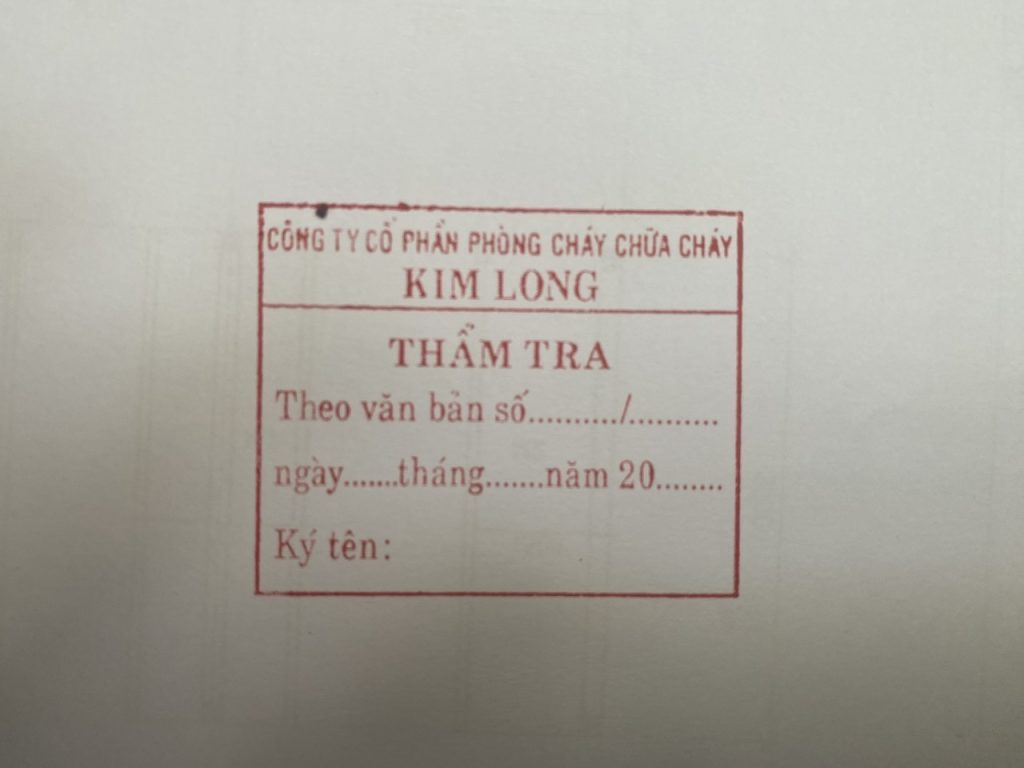 CÔNG TY CỔ PHẦN PHÒNG CHÁY CHỮA CHÁY
KIM LONG
THẨM TRA
Theo văn bản số........../..........
ngày.......tháng.......năm 20........
Ký tên: